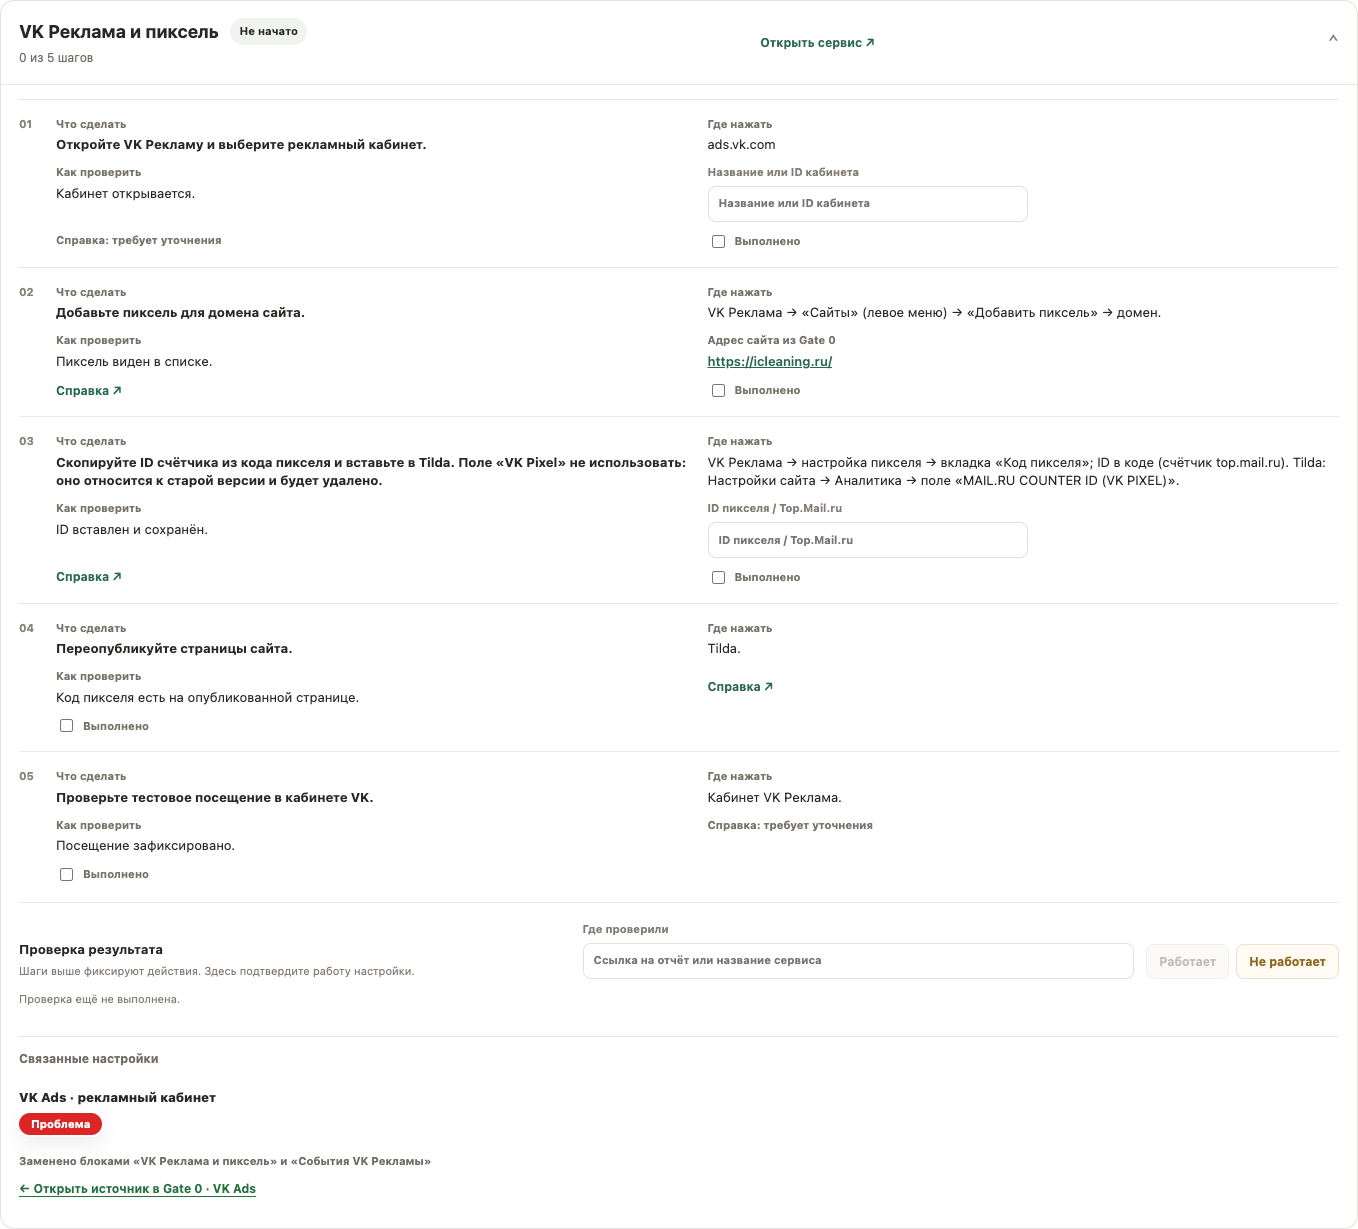 VK Реклама и пиксель
Не начато
0 из 5 шагов
Открыть сервис ↗
01
Что сделать
Откройте VK Рекламу и выберите рекламный кабинет.
Как проверить
Кабинет открывается.
Справка: требует уточнения
Где нажать
ads.vk.com
Название или ID кабинета
Название или ID кабинета
Выполнено
02
Что сделать
Добавьте пиксель для домена сайта.
Как проверить
Пиксель виден в списке.
Справка ↗
Где нажать
VK Реклама → «Сайты» (левое меню) → «Добавить пиксель» → домен.
Адрес сайта из Gate 0
https://icleaning.ru/
Выполнено
03
Что сделать
Скопируйте ID счётчика из кода пикселя и вставьте в Tilda. Поле «VK Pixel» не использовать:
оно относится к старой версии и будет удалено.
Как проверить
ID вставлен и сохранён.
Справка ↗
Где нажать
VK Реклама → настройка пикселя → вкладка «Код пикселя»; ID в коде (счётчик top.mail.ru). Tilda:
Настройки сайта → Аналитика → поле «MAIL.RU COUNTER ID (VK PIXEL)».
ID пикселя / Top.Mail.ru
ID пикселя / Top.Mail.ru
Выполнено
04
Что сделать
Переопубликуйте страницы сайта.
Как проверить
Код пикселя есть на опубликованной странице.
Выполнено
Где нажать
Tilda.
Справка ↗
05
Что сделать
Проверьте тестовое посещение в кабинете VK.
Как проверить
Посещение зафиксировано.
Выполнено
Где нажать
Кабинет VK Реклама.
Справка: требует уточнения
Проверка результата
Шаги выше фиксируют действия. Здесь подтвердите работу настройки.
Проверка ещё не выполнена.
Где проверили
Ссылка на отчёт или название сервиса
Работает
Не работает
Связанные настройки
VK Ads · рекламный кабинет
Проблема
Заменено блоками «VK Реклама и пиксель» и «События VK Рекламы»
← Открыть источник в Gate 0 · VK Ads